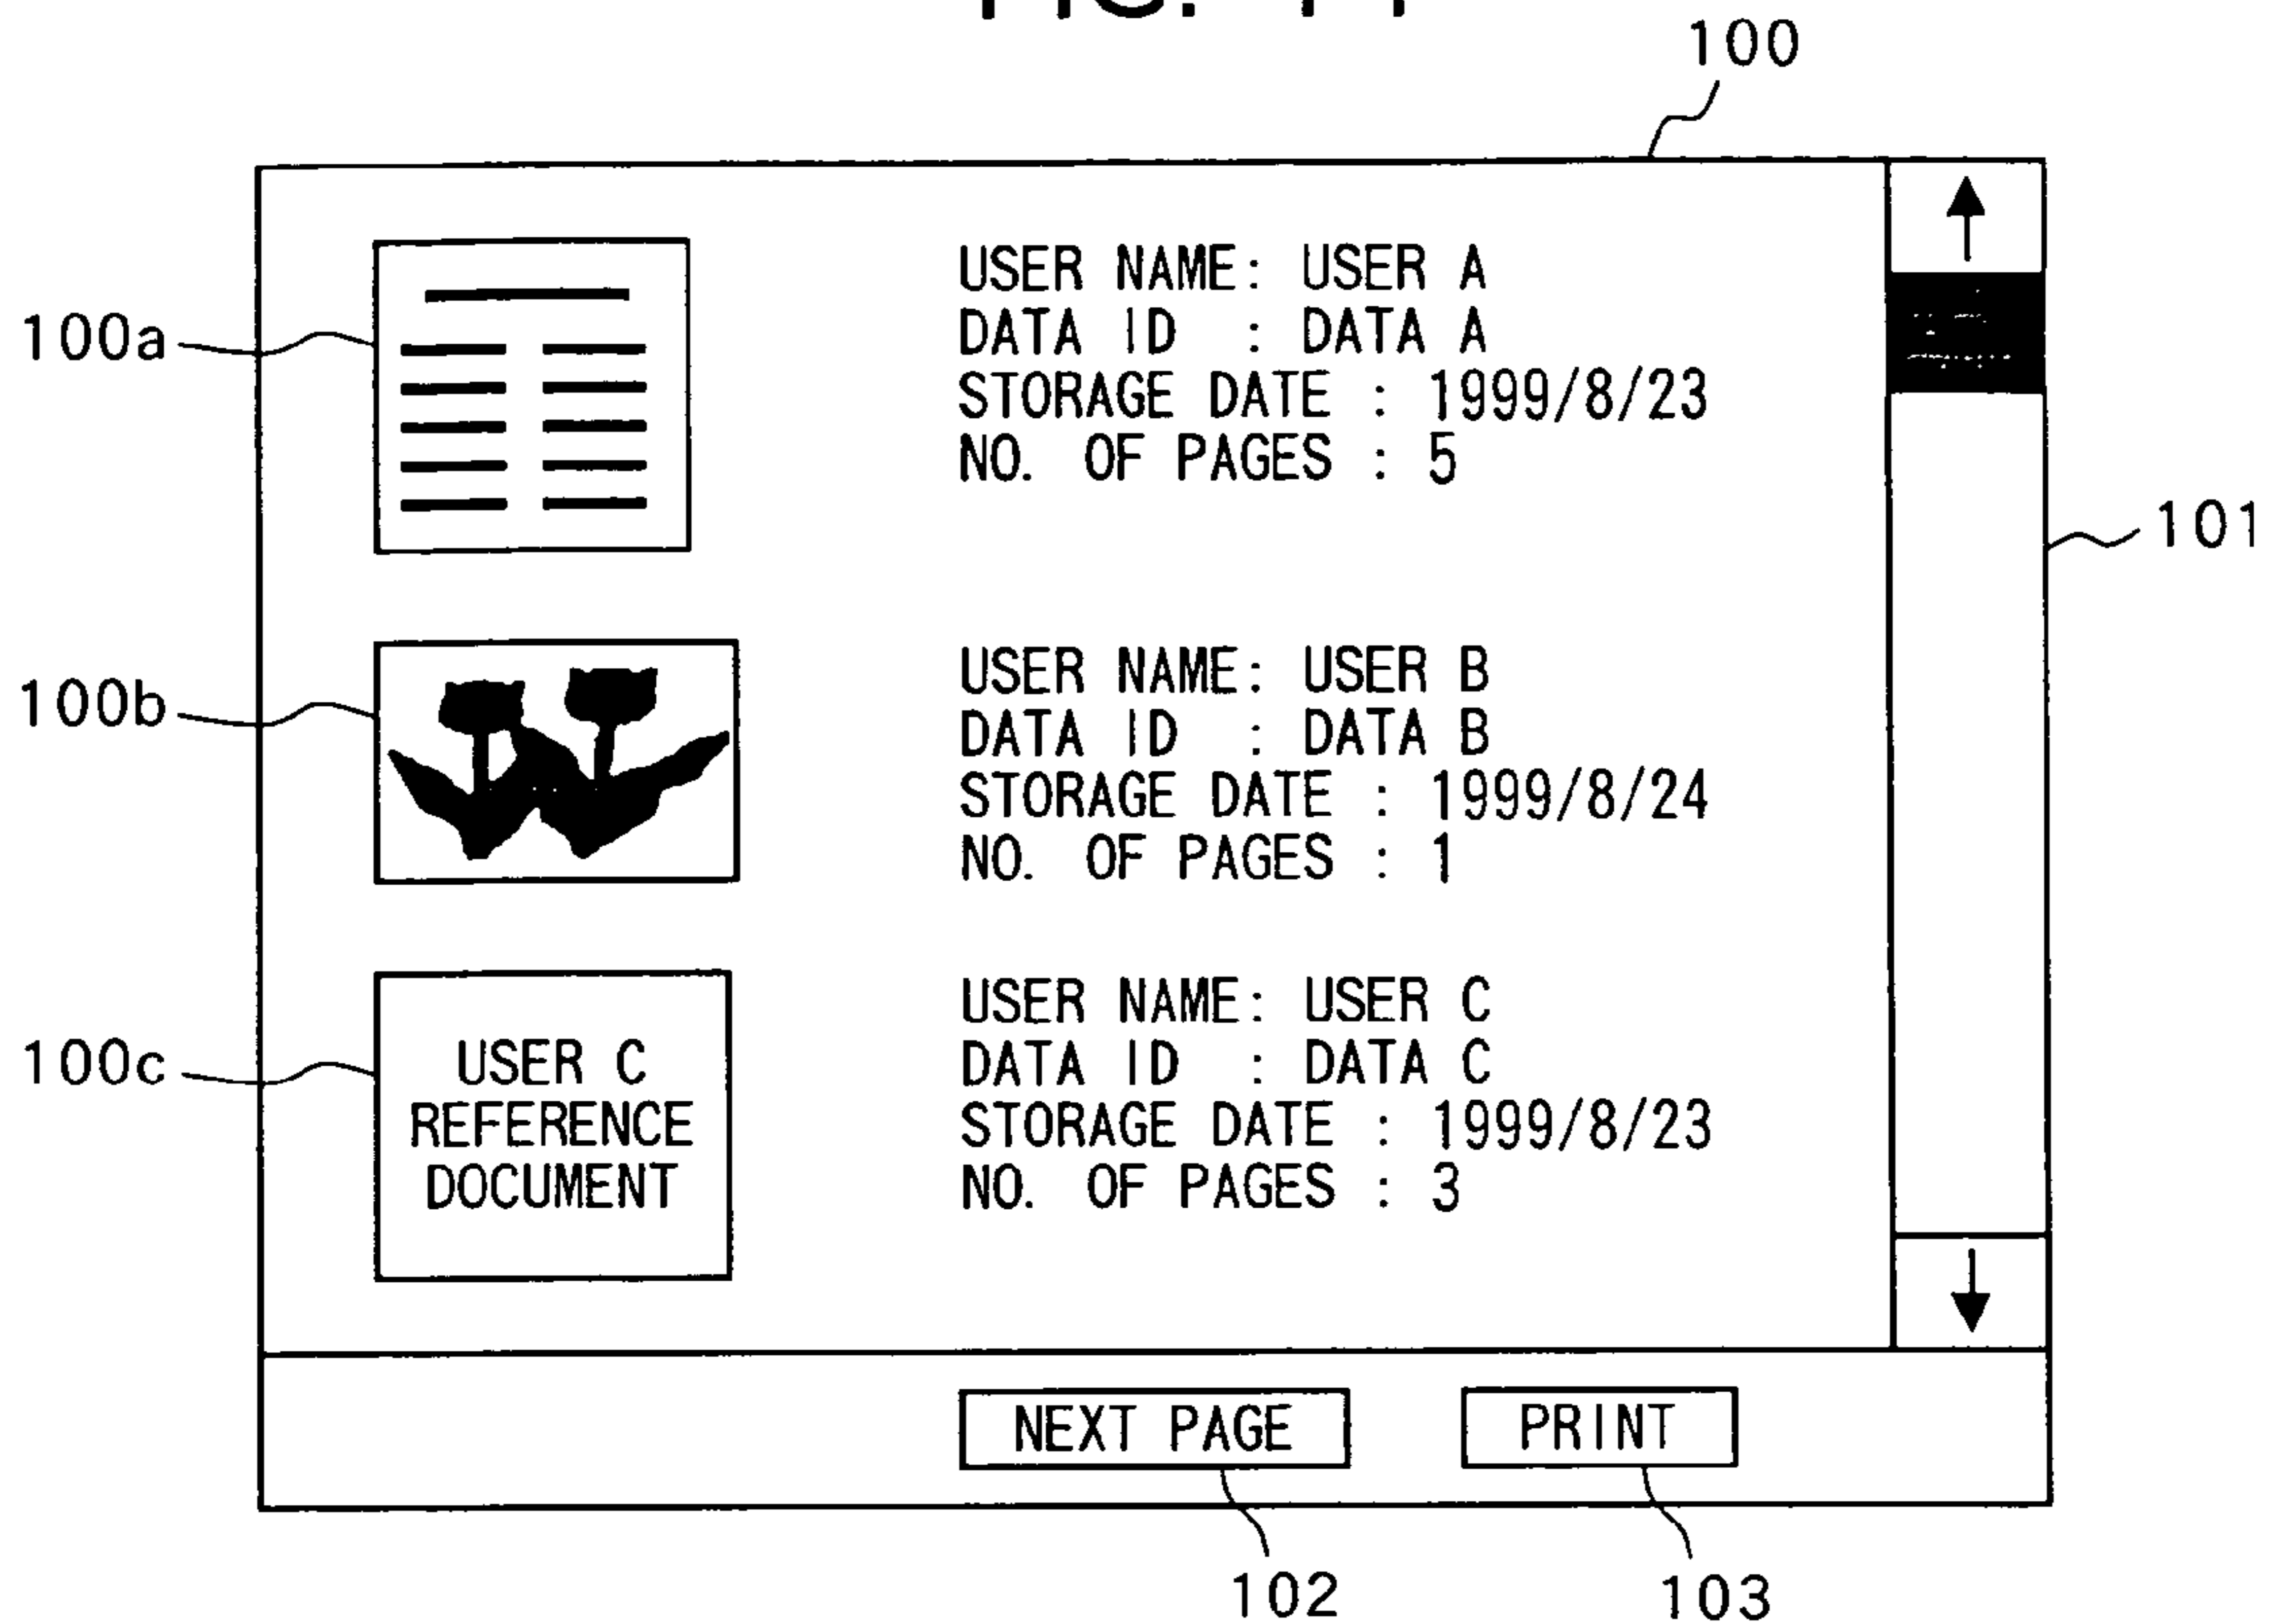 FIG. 11
100
100a
USER NAME: USER A
DATA ID : DATA A
STORAGE DATE : 1999/8/23
NO. OF PAGES : 5
101
100b
USER NAME: USER B
DATA ID : DATA B
STORAGE DATE : 1999/8/24
NO. OF PAGES : 1
100c
USER C
REFERENCE
DOCUMENT
USER NAME: USER C
DATA ID : DATA C
STORAGE DATE : 1999/8/23
NO. OF PAGES : 3
NEXT PAGE
PRINT
102
103